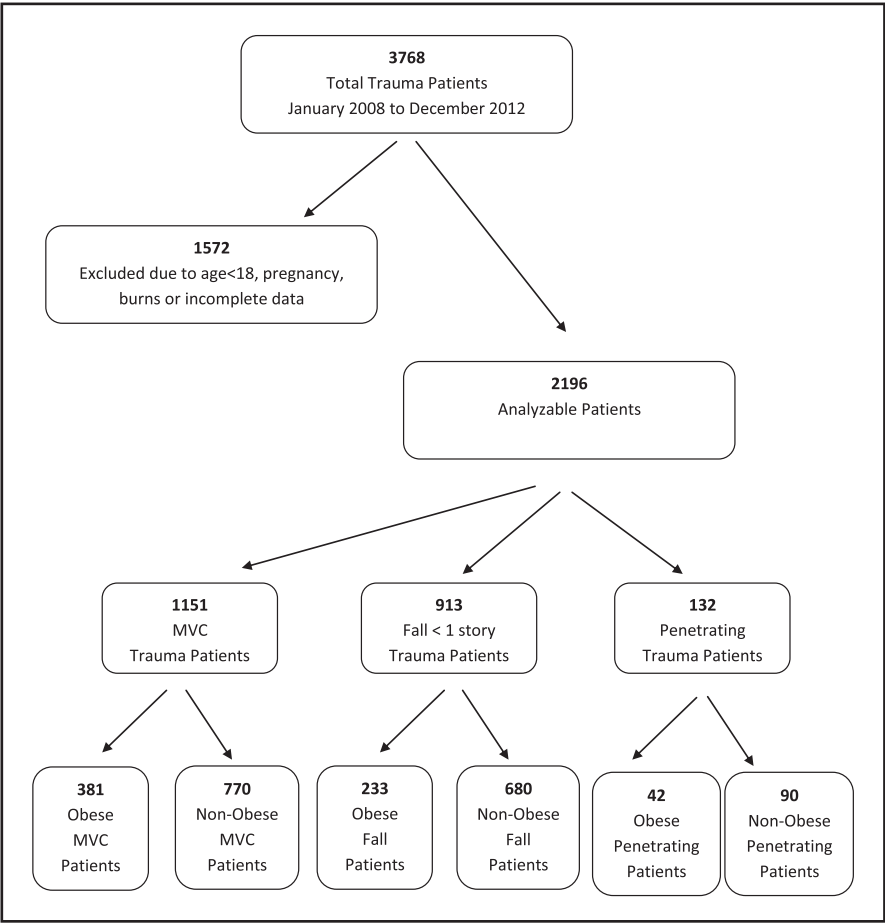 3768
Total Trauma Patients
January 2008 to December 2012
1572
Excluded due to age<18, pregnancy,
burns or incomplete data
2196
Analyzable Patients
1151
MVC
Trauma Patients
913
Fall < 1 story
Trauma Patients
132
Penetrating
Trauma Patients
381
Obese
MVC
Patients
770
Non-Obese
MVC
Patients
233
Obese
Fall
Patients
680
Non-Obese
Fall
Patients
42
Obese
Penetrating
Patients
90
Non-Obese
Penetrating
Patients